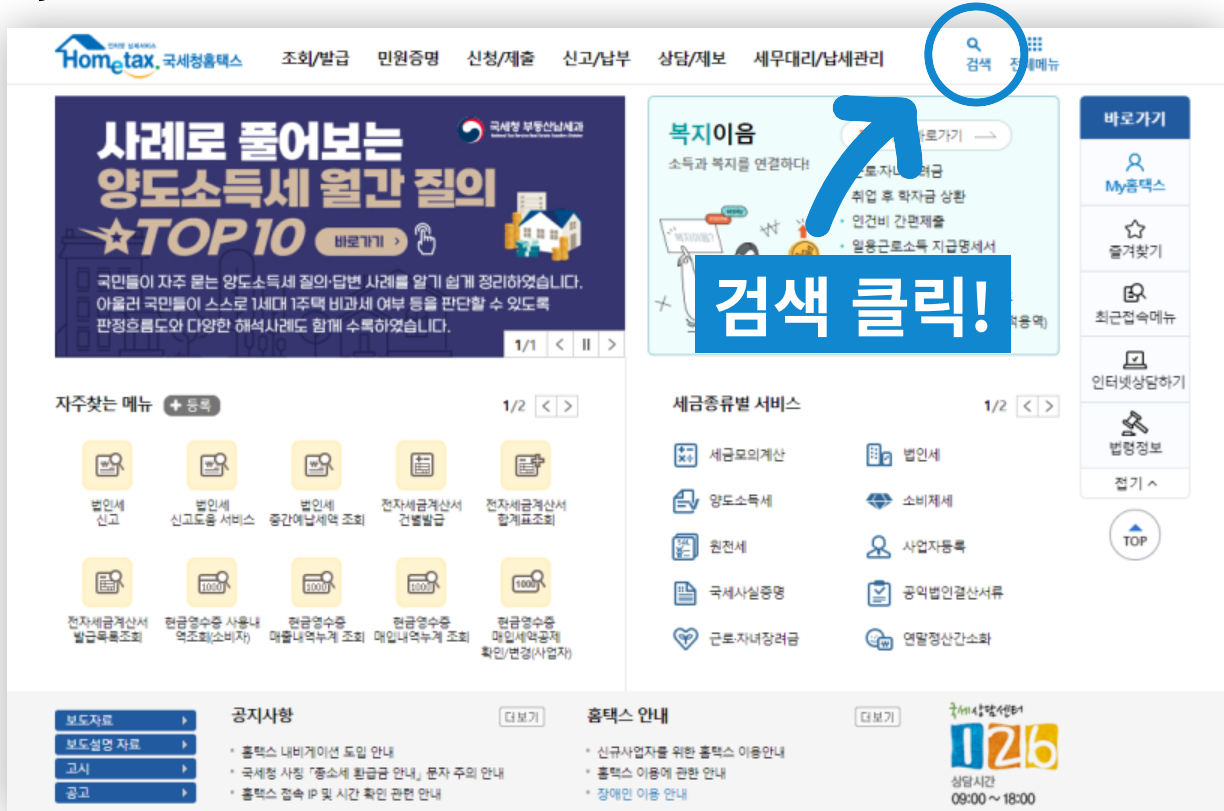 Hometax. 국세청홈택스
조회/발급 민원증명 신청/제출 신고/납부 상담/제보 세무대리/납세관리
검색
사례로 풀어보는
국세청 부동산납세과
양도소득세 월간 질의
TOP 10
바로가기
국민들이 자주 묻는 양도소득세 질의·답변 사례를 알기 쉽게 정리하였습니다.
아울러 국민들이 스스로 1세대 1주택 비과세 여부 등을 판단할 수 있도록
판정흐름도와 다양한 해석사례도 함께 수록하였습니다.
1/1
복지이음
소득과 복지를 연결하다!
취업 후 학자금 상환
인건비 간편제출
일용근로소득 지급명세서
검색 클릭!
바로가기
My홈택스
즐겨찾기
최근접속메뉴
인터넷상담하기
법령정보
접기
TOP
자주찾는 메뉴 + 등록 1/2
법인세
신고
법인세
신고도움 서비스
법인세
중간예납세액 조회
전자세금계산서
건별발급
전자세금계산서
합계표조회
전자세금계산서
발급목록조회
현금영수증 사용내
역조회(소비자)
현금영수증
매출내역누계 조회
현금영수증
매입내역누계 조회
현금영수증
매입세액공제
확인/변경(사업자)
세금종류별 서비스 1/2
세금모의계산 법인세
양도소득세 소비제세
원천세 사업자등록
국세사실증명 공익법인결산서류
근로·자녀장려금 연말정산간소화
보도자료
보도설명 자료
고시
공고
공지사항 더보기
홈택스 내비게이션 도입 안내
국세청 사칭 「종소세 환급금 안내」 문자 주의 안내
홈택스 접속 IP 및 시간 확인 관련 안내
홈택스 안내 더보기
신규사업자를 위한 홈택스 이용안내
홈택스 이용에 관한 안내
장애인 이용 안내
국세상담센터
126
상담시간
09:00 ~ 18:00